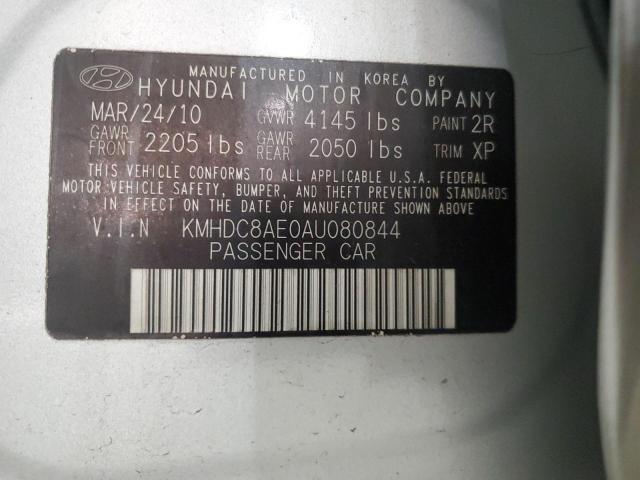 MANUFACTURED IN KOREA BY
HYUNDAI MOTOR COMPANY
MAR/24/10 GVWR 4145 lbs PAINT 2R
GAWR FRONT 2205 lbs GAWR REAR 2050 lbs TRIM XP
THIS VEHICLE CONFORMS TO ALL APPLICABLE U.S.A. FEDERAL
MOTOR VEHICLE SAFETY, BUMPER, AND THEFT PREVENTION STANDARDS
IN EFFECT ON THE DATE OF MANUFACTURE SHOWN ABOVE.
V.I.N KMHDC8AE0AU080844
PASSENGER CAR